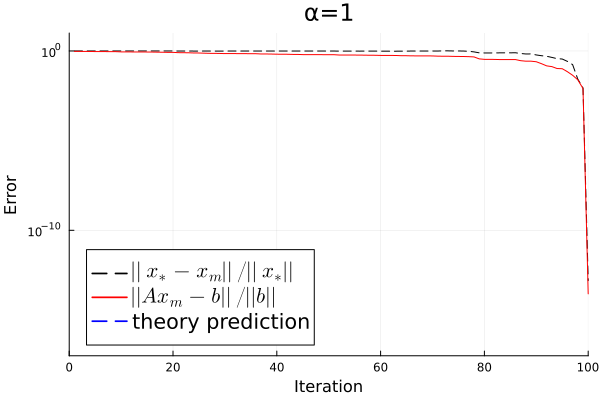 α=1
10⁰
10⁻¹⁰
Error
|| x∗ − xₘ|| /|| x∗||
||Axₘ − b|| /||b||
theory prediction
0 20 40 60 80 100
Iteration